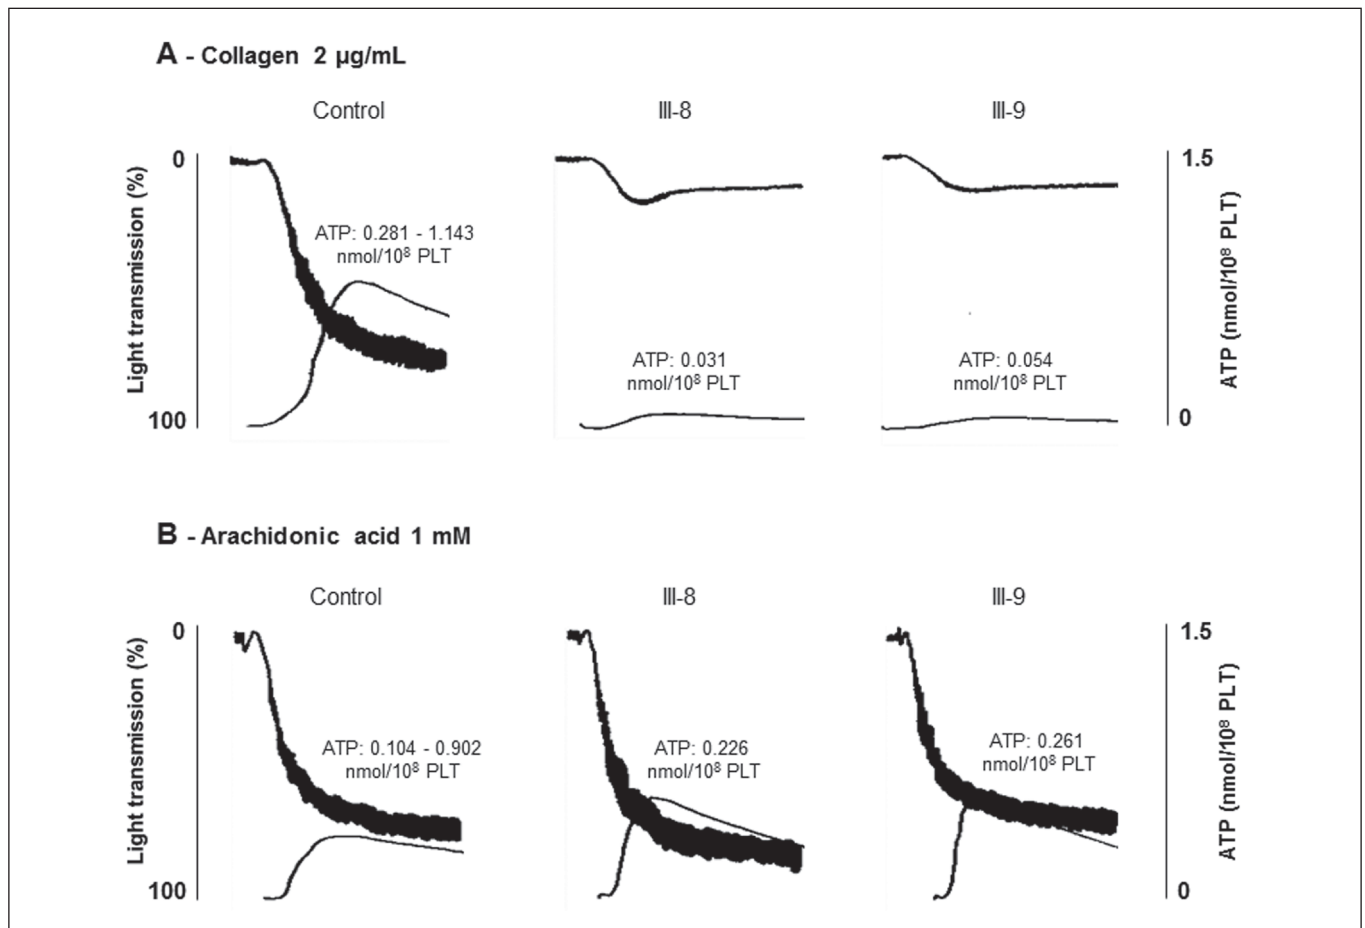 A - Collagen 2 µg/mL
Control
III-8
III-9
0
1.5
Light transmission (%)
ATP: 0.281 - 1.143
nmol/10⁸ PLT
ATP: 0.031
nmol/10⁸ PLT
ATP: 0.054
nmol/10⁸ PLT
ATP (nmol/10⁸ PLT)
100
0
B - Arachidonic acid 1 mM
Control
III-8
III-9
0
1.5
Light transmission (%)
ATP: 0.104 - 0.902
nmol/10⁸ PLT
ATP: 0.226
nmol/10⁸ PLT
ATP: 0.261
nmol/10⁸ PLT
ATP (nmol/10⁸ PLT)
100
0